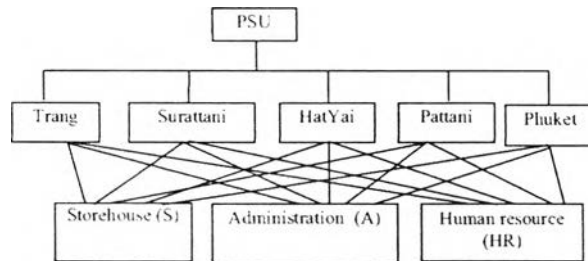 PSU
Trang
Surattani
HatYai
Pattani
Phuket
Storehouse (S)
Administration (A)
Human resource
(HR)